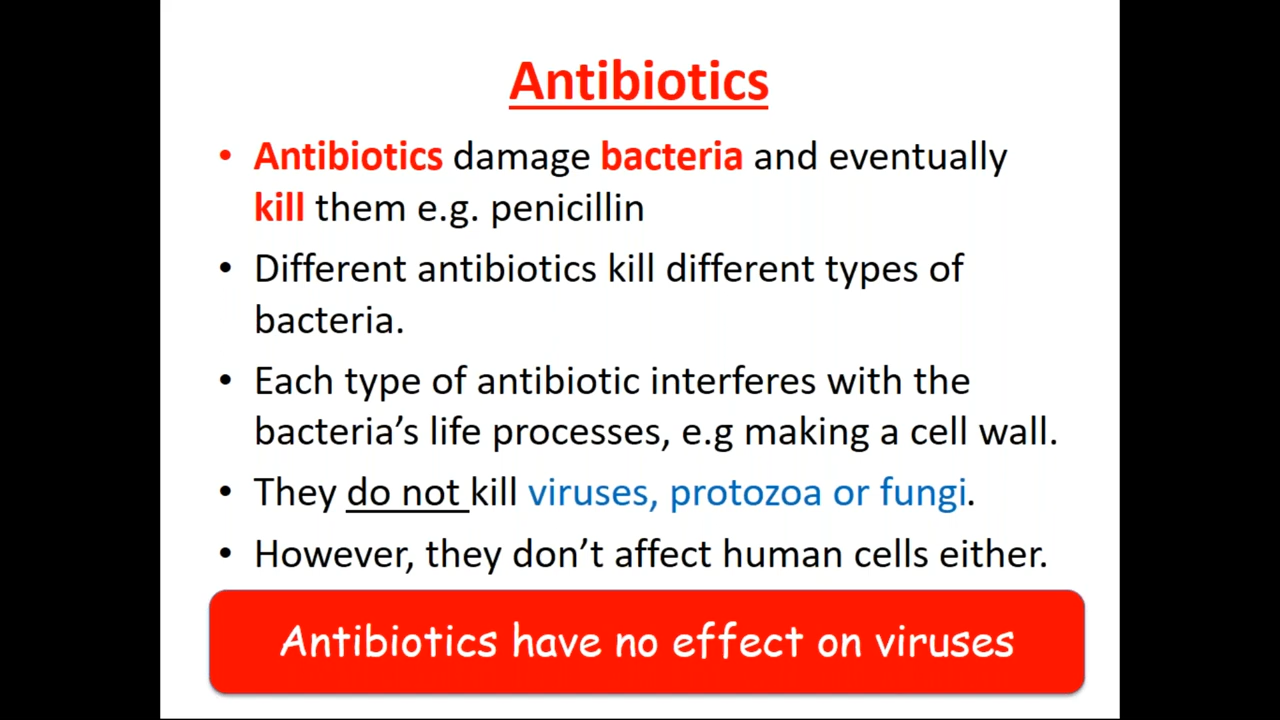 Antibiotics
• Antibiotics damage bacteria and eventually
kill them e.g. penicillin
• Different antibiotics kill different types of
bacteria.
• Each type of antibiotic interferes with the
bacteria’s life processes, e.g making a cell wall.
• They do not kill viruses, protozoa or fungi.
• However, they don’t affect human cells either.
Antibiotics have no effect on viruses